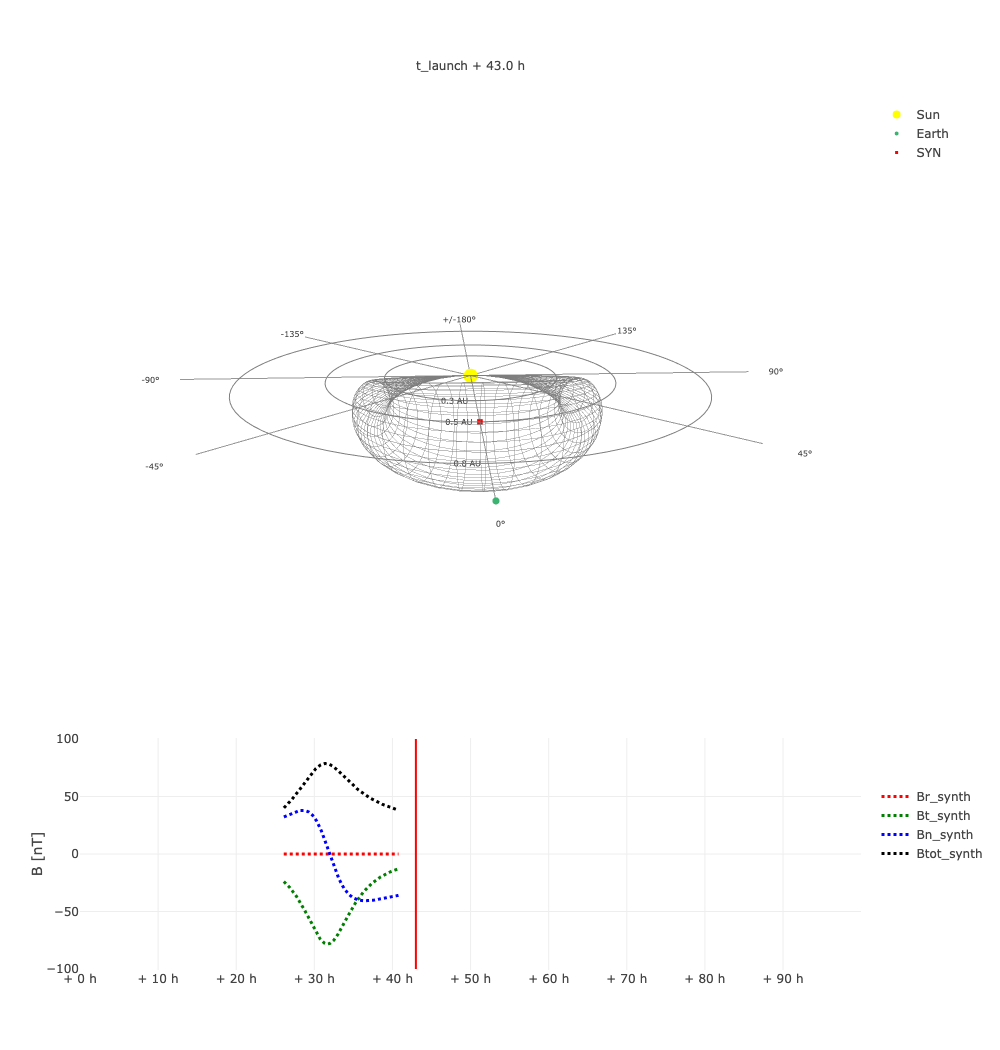 t_launch + 43.0 h
Sun
Earth
SYN
+/-180°
-135°
135°
-90°
90°
0.3 AU
0.5 AU
-45°
45°
0.8 AU
0°
100
50
0
−50
−100
B [nT]
+ 0 h
+ 10 h
+ 20 h
+ 30 h
+ 40 h
+ 50 h
+ 60 h
+ 70 h
+ 80 h
+ 90 h
Br_synth
Bt_synth
Bn_synth
Btot_synth